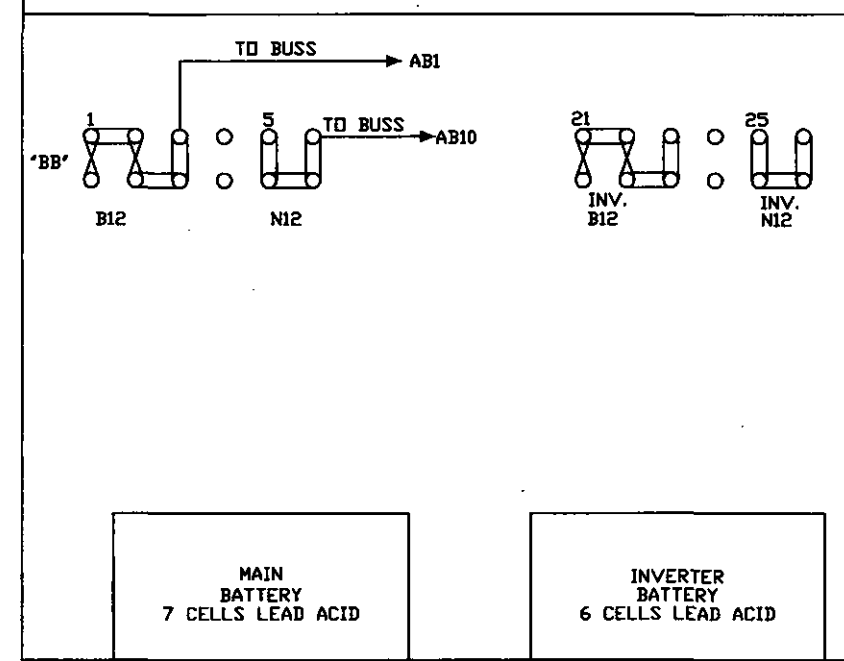 TO BUSS
AB1
1
5
TO BUSS
AB10
21
25
"BB"
B12
N12
INV.
B12
INV.
N12
MAIN
BATTERY
7 CELLS LEAD ACID
INVERTER
BATTERY
6 CELLS LEAD ACID